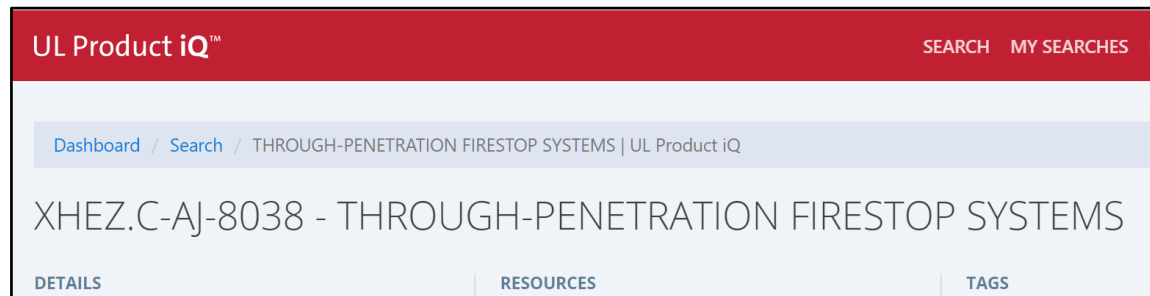 UL Product iQ™ SEARCH MY SEARCHES
Dashboard / Search / THROUGH-PENETRATION FIRESTOP SYSTEMS | UL Product iQ
XHEZ.C-AJ-8038 - THROUGH-PENETRATION FIRESTOP SYSTEMS
DETAILS RESOURCES TAGS